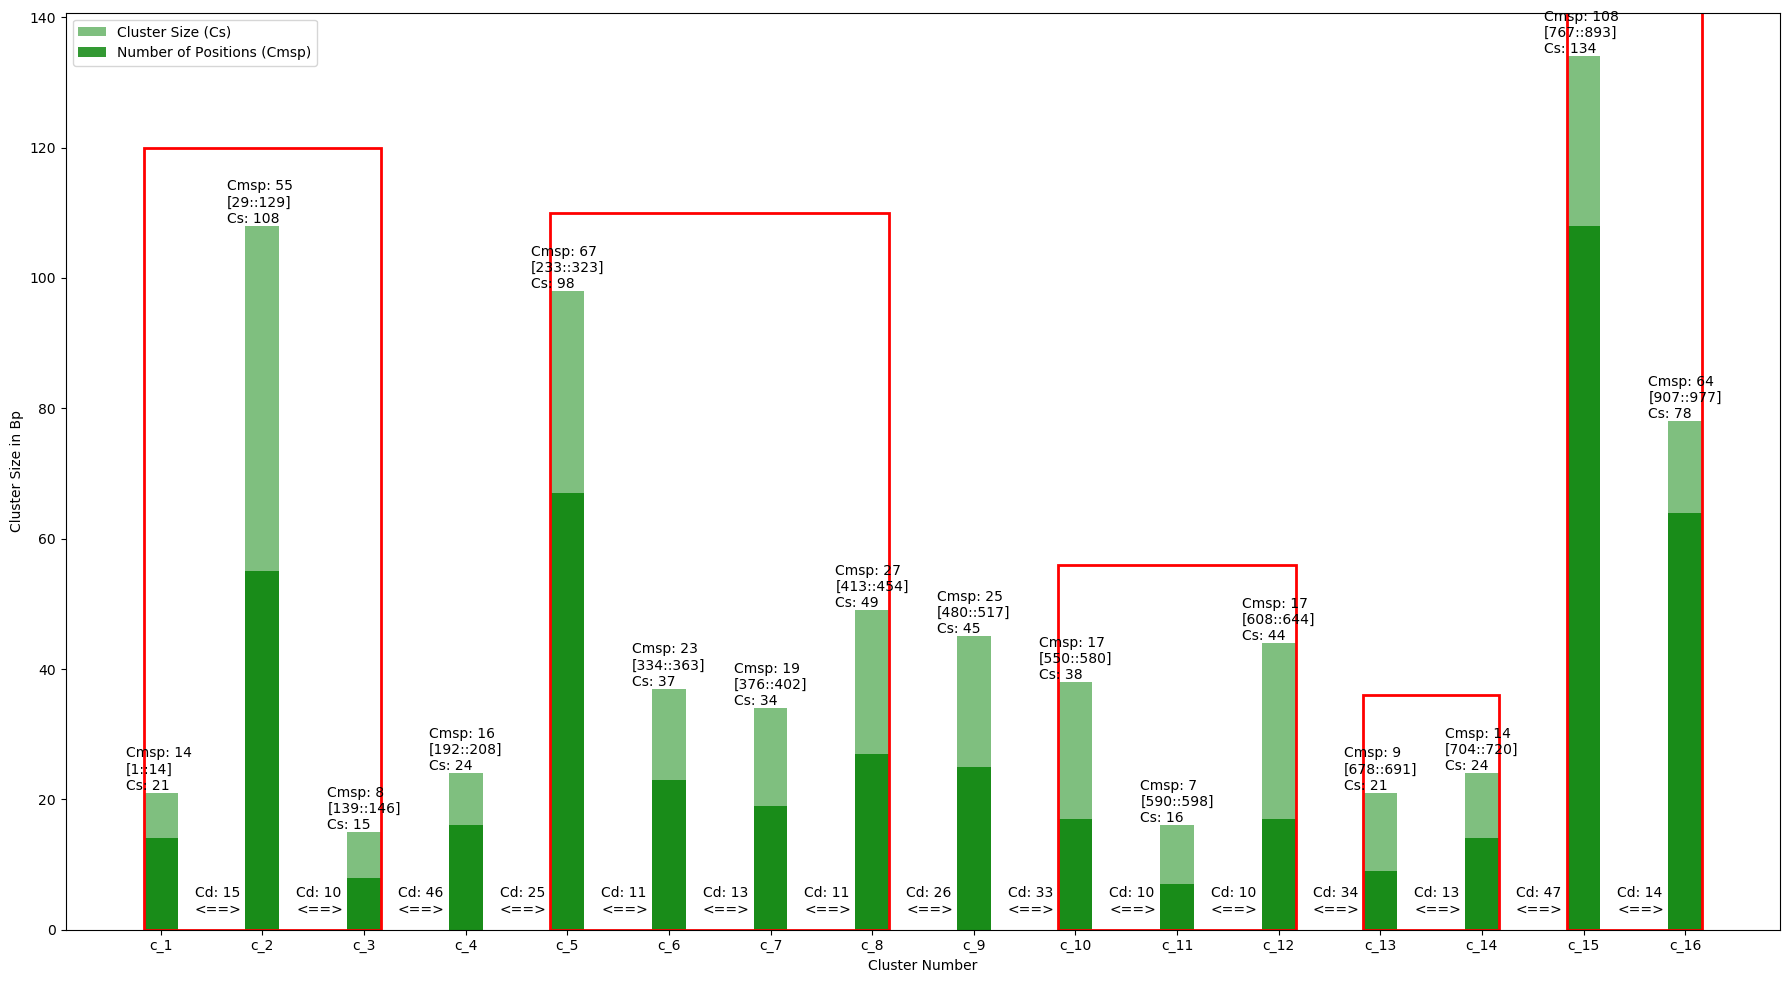 Cluster Size (Cs)
Number of Positions (Cmsp)
Cluster Size in Bp
140
120
100
80
60
40
20
0
Cmsp: 14
[1::14]
Cs: 21
Cmsp: 55
[29::129]
Cs: 108
Cmsp: 8
[139::146]
Cs: 15
Cmsp: 16
[192::208]
Cs: 24
Cmsp: 67
[233::323]
Cs: 98
Cmsp: 23
[334::363]
Cs: 37
Cmsp: 19
[376::402]
Cs: 34
Cmsp: 27
[413::454]
Cs: 49
Cmsp: 25
[480::517]
Cs: 45
Cmsp: 17
[550::580]
Cs: 38
Cmsp: 7
[590::598]
Cs: 16
Cmsp: 17
[608::644]
Cs: 44
Cmsp: 9
[678::691]
Cs: 21
Cmsp: 14
[704::720]
Cs: 24
Cmsp: 108
[767::893]
Cs: 134
Cmsp: 64
[907::977]
Cs: 78
Cd: 15
<==>
Cd: 10
<==>
Cd: 46
<==>
Cd: 25
<==>
Cd: 11
<==>
Cd: 13
<==>
Cd: 11
<==>
Cd: 26
<==>
Cd: 33
<==>
Cd: 10
<==>
Cd: 10
<==>
Cd: 34
<==>
Cd: 13
<==>
Cd: 47
<==>
Cd: 14
<==>
c_1 c_2 c_3 c_4 c_5 c_6 c_7 c_8 c_9 c_10 c_11 c_12 c_13 c_14 c_15 c_16
Cluster Number